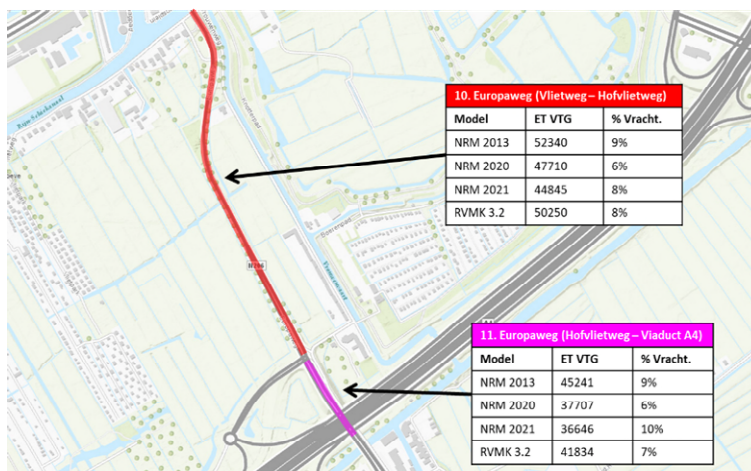 10. Europaweg (Vlietweg – Hofvlietweg)
Model ET VTG % Vracht.
NRM 2013 52340 9%
NRM 2020 47710 6%
NRM 2021 44845 8%
RVMK 3.2 50250 8%
11. Europaweg (Hofvlietweg – Viaduct A4)
Model ET VTG % Vracht.
NRM 2013 45241 9%
NRM 2020 37707 6%
NRM 2021 36646 10%
RVMK 3.2 41834 7%